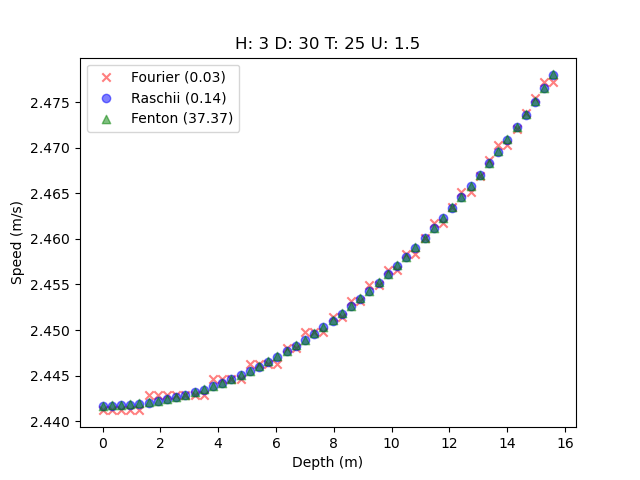 H: 3 D: 30 T: 25 U: 1.5
Fourier (0.03)
Raschii (0.14)
Fenton (37.37)
Speed (m/s)
2.475
2.470
2.465
2.460
2.455
2.450
2.445
2.440
0 2 4 6 8 10 12 14 16
Depth (m)